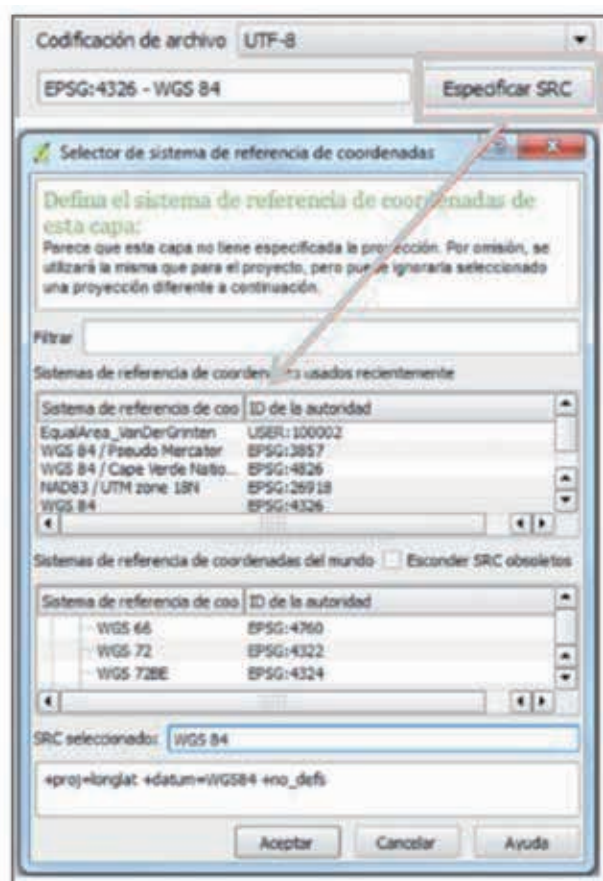 Codificación de archivo UTF-8
EPSG:4326 - WGS 84 Especificar SRC
Selector de sistema de referencia de coordenadas
Defina el sistema de referencia de coordenadas de
esta capa:
Parece que esta capa no tiene especificada la proyección. Por omisión, se
utilizará la misma que para el proyecto, pero puede ignorarla seleccionado
una proyección diferente a continuación.
Filtrar
Sistemas de referencia de coordenadas usados recientemente
Sistema de referencia de coo ID de la autoridad
EqualArea_VanDerGrinten USER:100002
WGS 84 / Pseudo Mercator EPSG:3857
WGS 84 / Cape Verde Natio... EPSG:4826
NAD83 / UTM zone 18N EPSG:26918
WGS 84 EPSG:4326
Sistemas de referencia de coordenadas del mundo Esconder SRC obsoletos
Sistema de referencia de coo ID de la autoridad
WGS 66 EPSG:4760
WGS 72 EPSG:4322
WGS 72BE EPSG:4324
SRC seleccionado: WGS 84
+proj=longlat +datum=WGS84 +no_defs
Aceptar Cancelar Ayuda